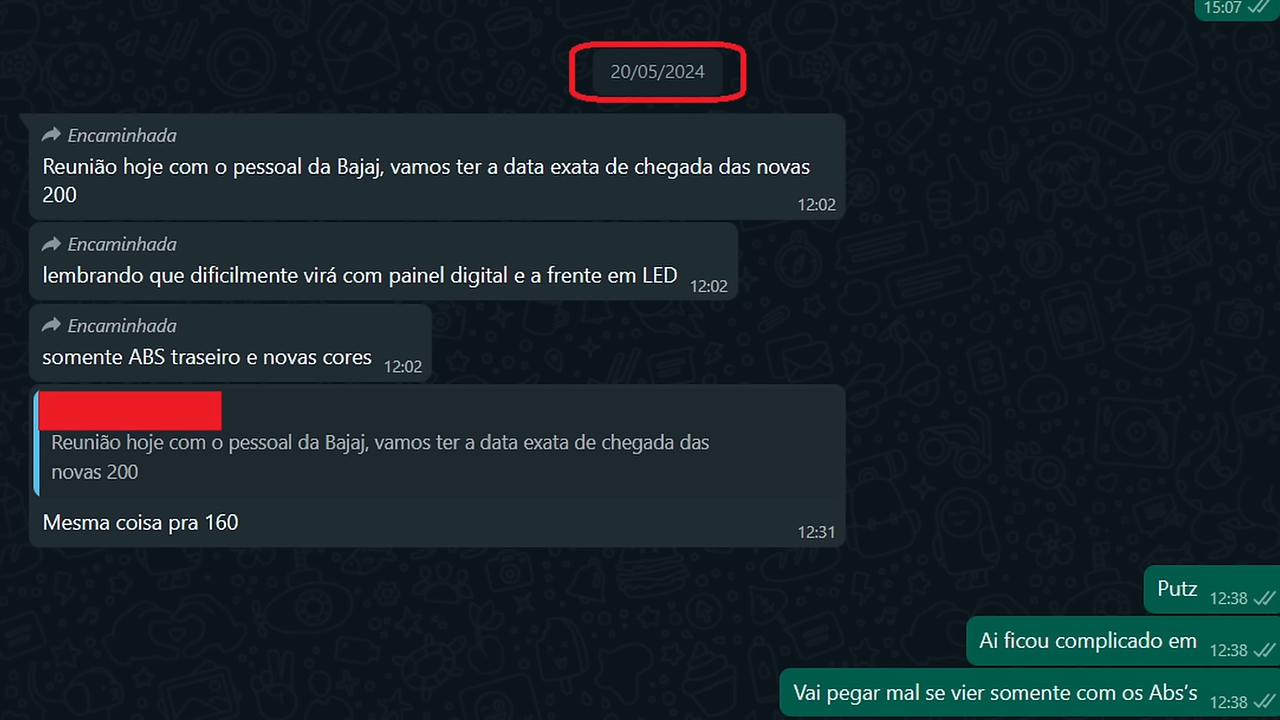 15:07
20/05/2024
Encaminhada
Reunião hoje com o pessoal da Bajaj, vamos ter a data exata de chegada das novas
200
12:02
Encaminhada
lembrando que dificilmente virá com painel digital e a frente em LED
12:02
Encaminhada
somente ABS traseiro e novas cores
12:02
Reunião hoje com o pessoal da Bajaj, vamos ter a data exata de chegada das
novas 200
Mesma coisa pra 160
12:31
Putz
12:38
Ai ficou complicado em
12:38
Vai pegar mal se vier somente com os Abs's
12:38